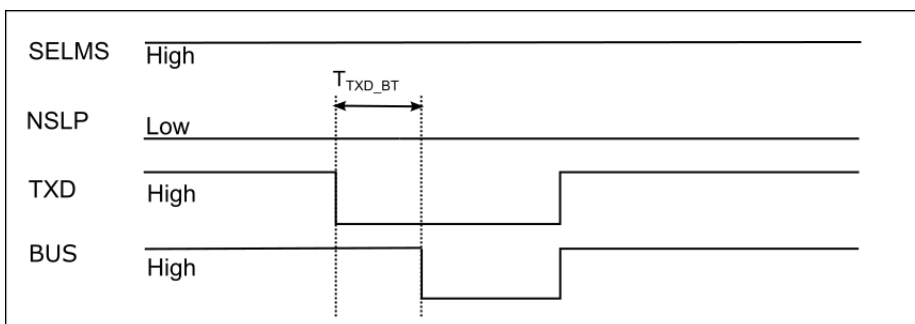 SELMS High
T_TXD_BT
NSLP Low
TXD High
BUS High